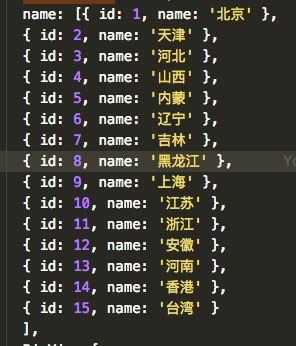 name: [{ id: 1, name: '北京' },
{ id: 2, name: '天津' },
{ id: 3, name: '河北' },
{ id: 4, name: '山西' },
{ id: 5, name: '内蒙' },
{ id: 6, name: '辽宁' },
{ id: 7, name: '吉林' },
{ id: 8, name: '黑龙江' },
{ id: 9, name: '上海' },
{ id: 10, name: '江苏' },
{ id: 11, name: '浙江' },
{ id: 12, name: '安徽' },
{ id: 13, name: '河南' },
{ id: 14, name: '香港' },
{ id: 15, name: '台湾' }
],